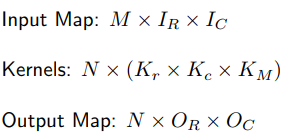 Input Map: M × I_R × I_C
Kernels: N × (K_r × K_c × K_M)
Output Map: N × O_R × O_C